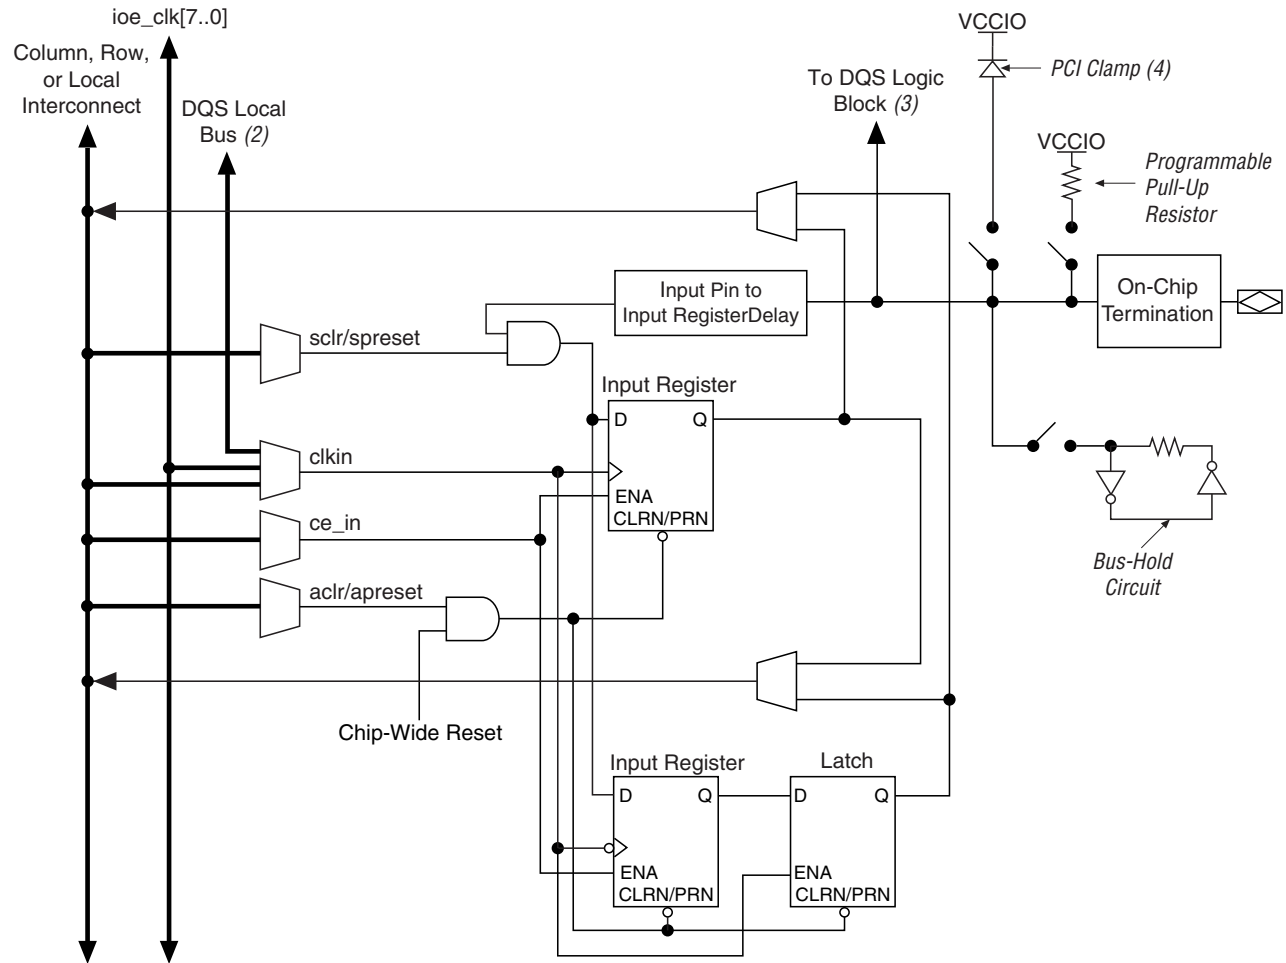 ioe_clk[7..0]
Column, Row,
or Local
Interconnect
DQS Local
Bus (2)
To DQS Logic
Block (3)
VCCIO
PCI Clamp (4)
VCCIO
Programmable
Pull-Up
Resistor
Input Pin to
Input RegisterDelay
On-Chip
Termination
sclr/spreset
Input Register
D
Q
clkin
ENA
CLRN/PRN
ce_in
Bus-Hold
Circuit
aclr/apreset
Chip-Wide Reset
Input Register
D
Q
ENA
CLRN/PRN
Latch
D
Q
ENA
CLRN/PRN